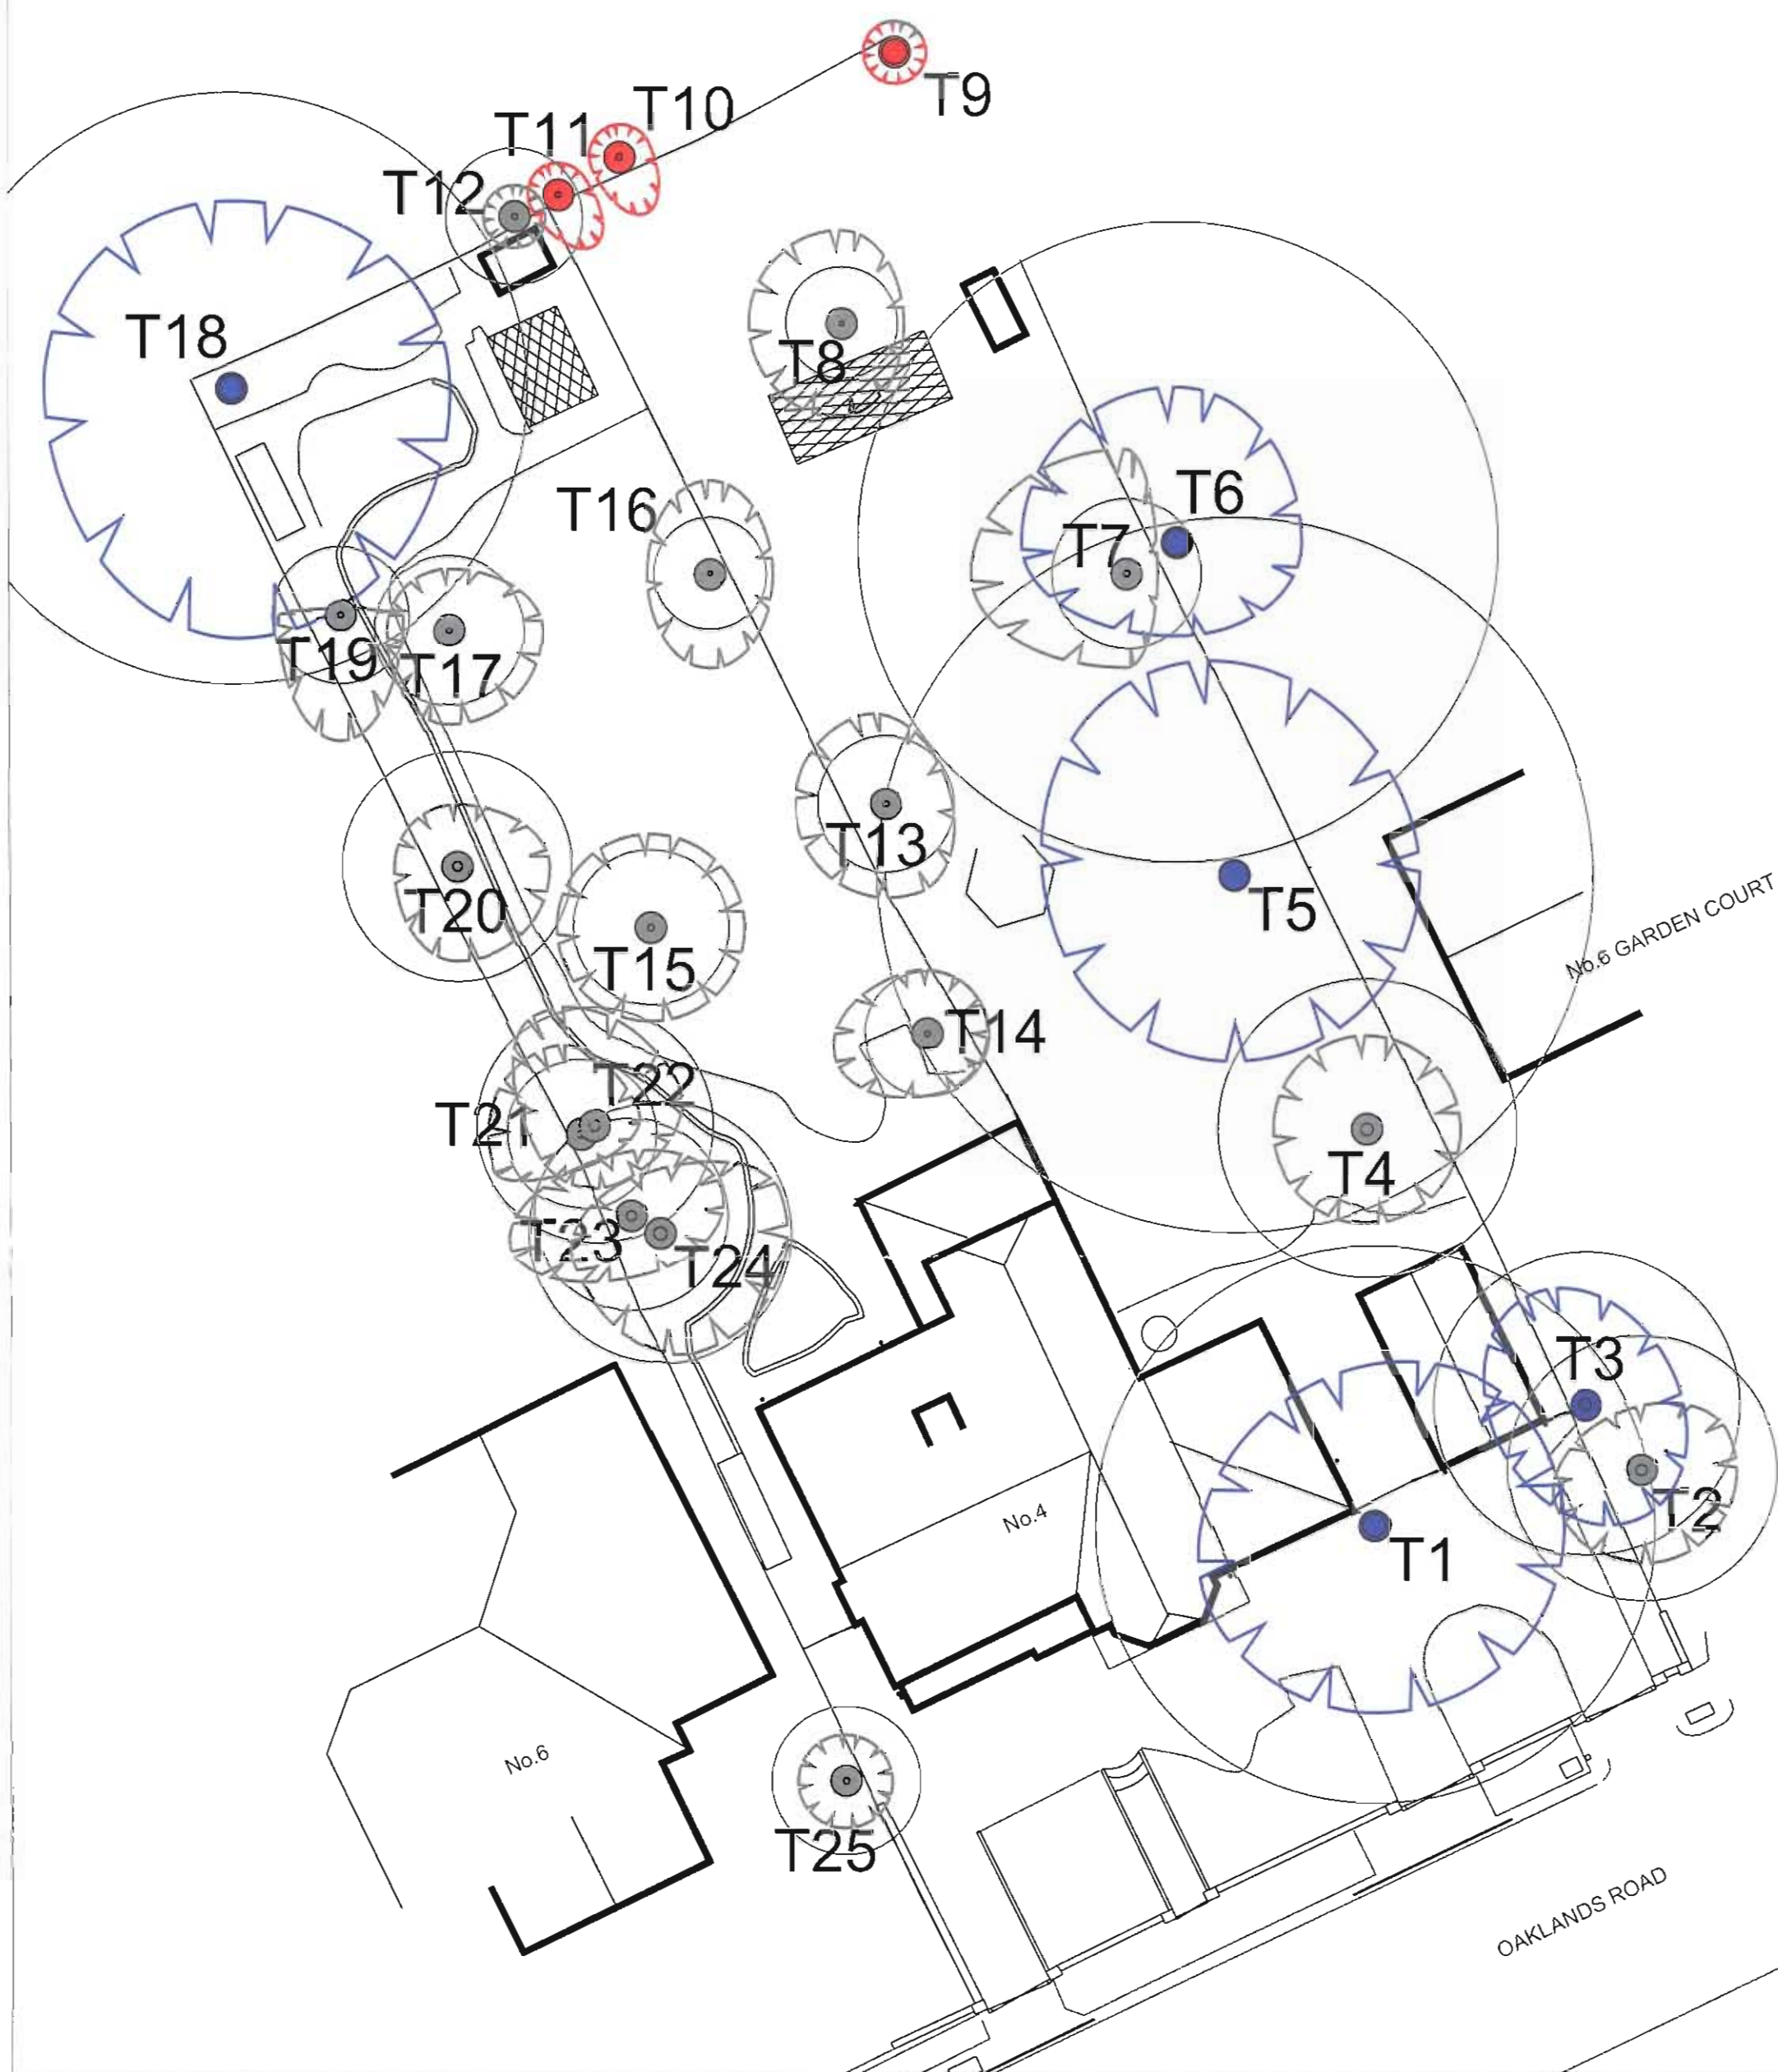 T9
T10
T11
T12
T18
T8
T16
T6
T7
T19
T17
T13
T20
T5
No.6 GARDEN COURT
T15
T14
T22
T21
T4
T23
T24
T3
T2
No.4
T1
No.6
T25
OAKLANDS ROAD